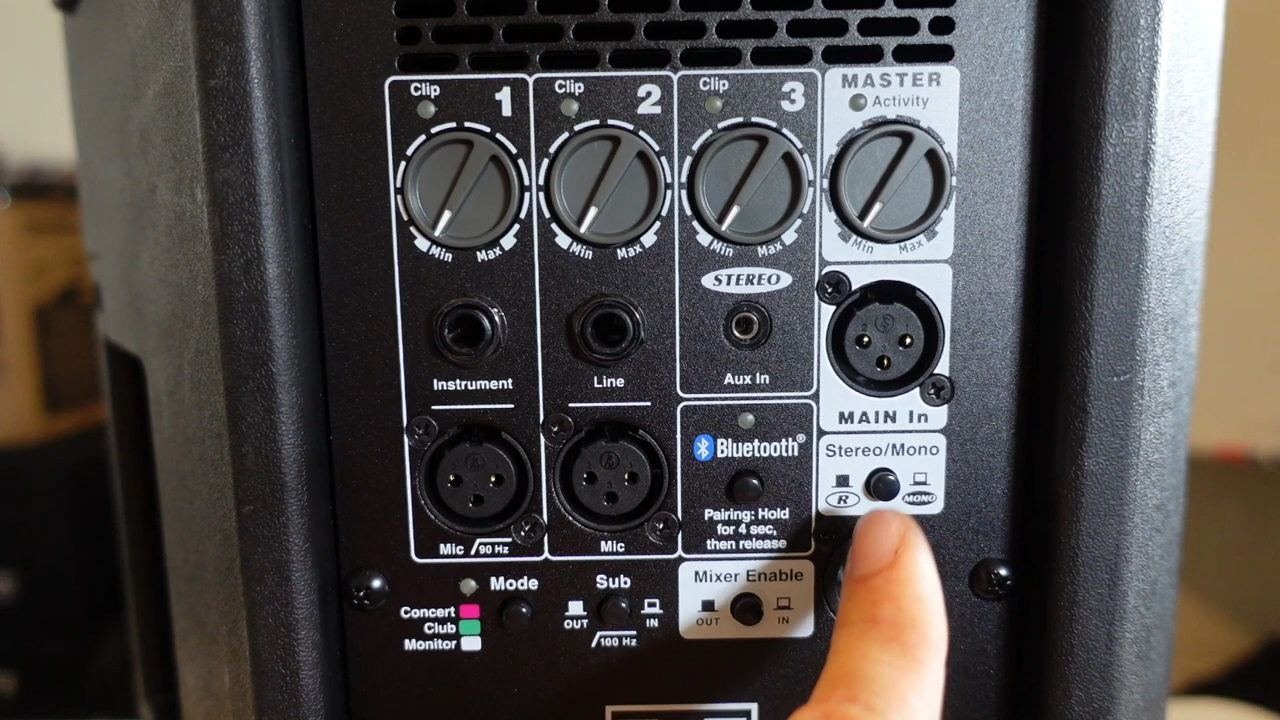 Clip 1
Min Max
Instrument
Mic 90 Hz
Clip 2
Min Max
Line
Mic
Clip 3
Min Max
STEREO
Aux In
Bluetooth®
Pairing: Hold
for 4 sec,
then release
MASTER
Activity
Min Max
MAIN In
Stereo/Mono
R MONO
Mode
Concert
Club
Monitor
Sub
OUT IN
100 Hz
Mixer Enable
OUT IN